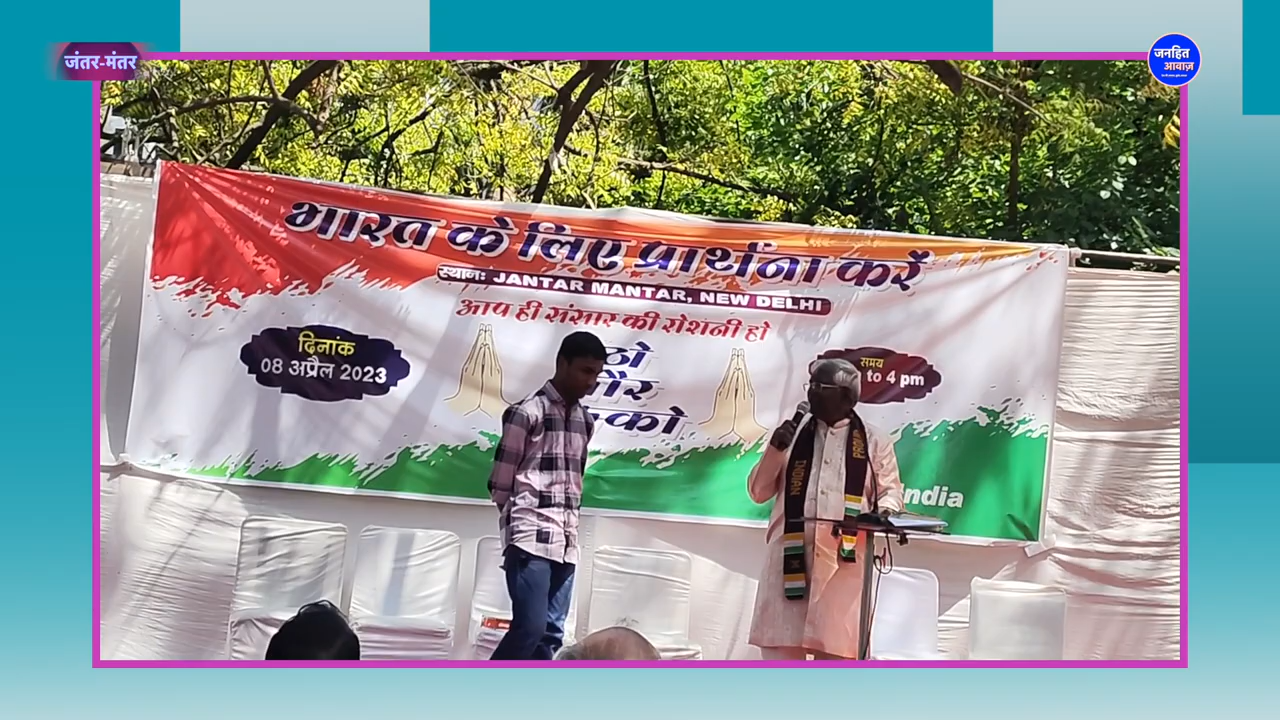 जंतर-मंतर
जनहित
आवाज़
भारत के लिए प्रार्थना करें
स्थान: JANTAR MANTAR, NEW DELHI
आप ही संसार की रोशनी हो
दिनांक
08 अप्रैल 2023
समय
to 4 pm
INDIAN
India